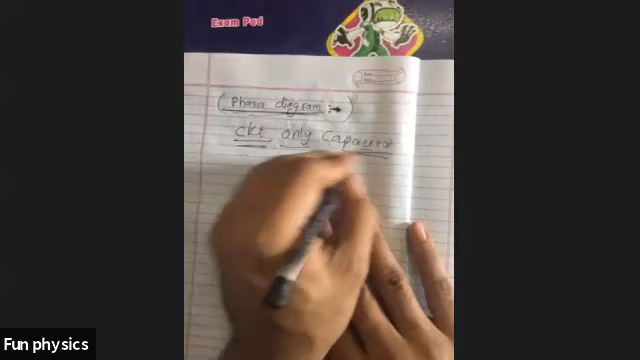 Exam Pad
(Phasor diagram :→)
ckt only Capacitor
Fun physics